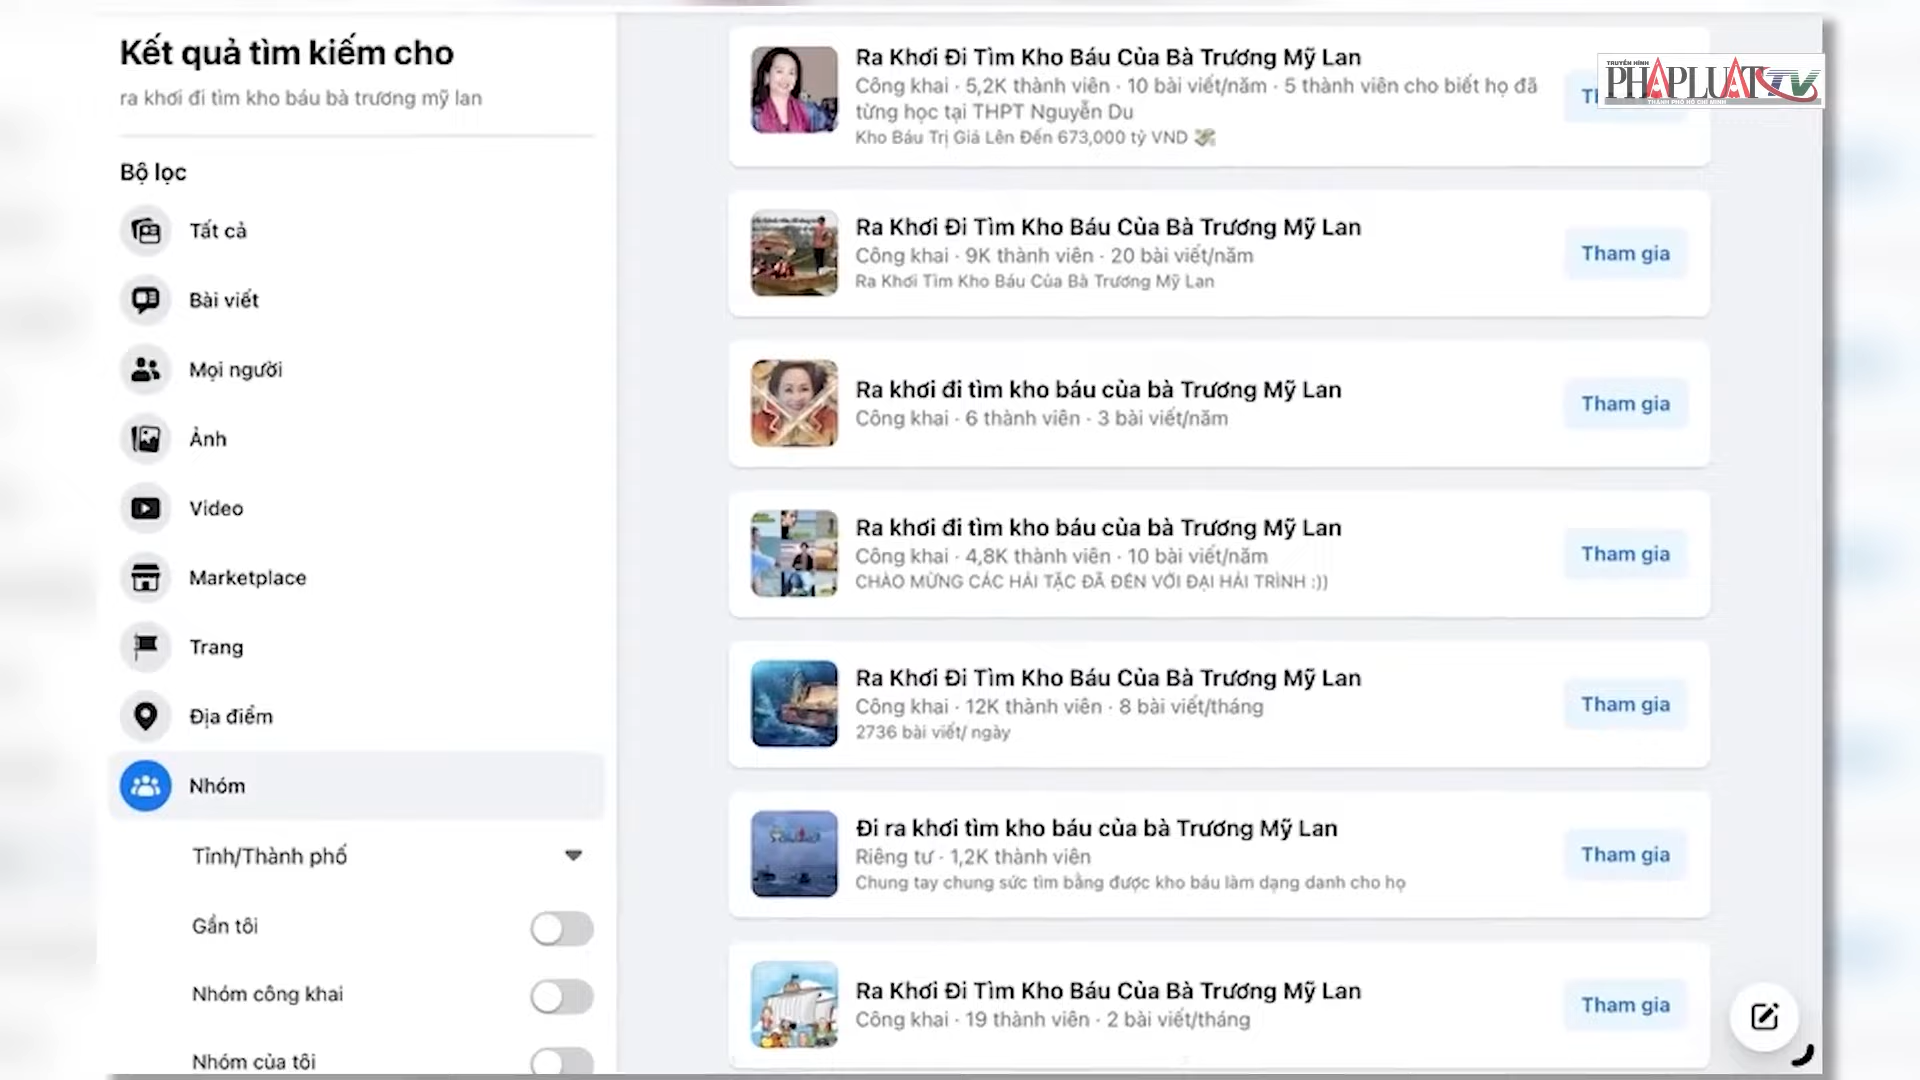 Kết quả tìm kiếm cho
ra khơi đi tìm kho báu bà trương mỹ lan
Bộ lọc
Tất cả
Bài viết
Mọi người
Ảnh
Video
Marketplace
Trang
Địa điểm
Nhóm
Tỉnh/Thành phố
Gần tôi
Nhóm công khai
Nhóm của tôi
Ra Khơi Đi Tìm Kho Báu Của Bà Trương Mỹ Lan
Công khai · 5,2K thành viên · 10 bài viết/năm · 5 thành viên cho biết họ đã
từng học tại THPT Nguyễn Du
Kho Báu Trị Giá Lên Đến 673,000 tỷ VND 💸
TRUYỀN HÌNH
PHÁP LUẬT TV
THÀNH PHỐ HỒ CHÍ MINH
Ra Khơi Đi Tìm Kho Báu Của Bà Trương Mỹ Lan
Công khai · 9K thành viên · 20 bài viết/năm
Ra Khơi Tìm Kho Báu Của Bà Trương Mỹ Lan
Tham gia
Ra khơi đi tìm kho báu của bà Trương Mỹ Lan
Công khai · 6 thành viên · 3 bài viết/năm
Tham gia
Ra khơi đi tìm kho báu của bà Trương Mỹ Lan
Công khai · 4,8K thành viên · 10 bài viết/năm
CHÀO MỪNG CÁC HẢI TẶC ĐÃ ĐẾN VỚI ĐẠI HẢI TRÌNH :))
Tham gia
Ra Khơi Đi Tìm Kho Báu Của Bà Trương Mỹ Lan
Công khai · 12K thành viên · 8 bài viết/tháng
2736 bài viết/ ngày
Tham gia
Đi ra khơi tìm kho báu của bà Trương Mỹ Lan
Riêng tư · 1,2K thành viên
Chung tay chung sức tìm bằng được kho báu làm dạng danh cho họ
Tham gia
Ra Khơi Đi Tìm Kho Báu Của Bà Trương Mỹ Lan
Công khai · 19 thành viên · 2 bài viết/tháng
Tham gia